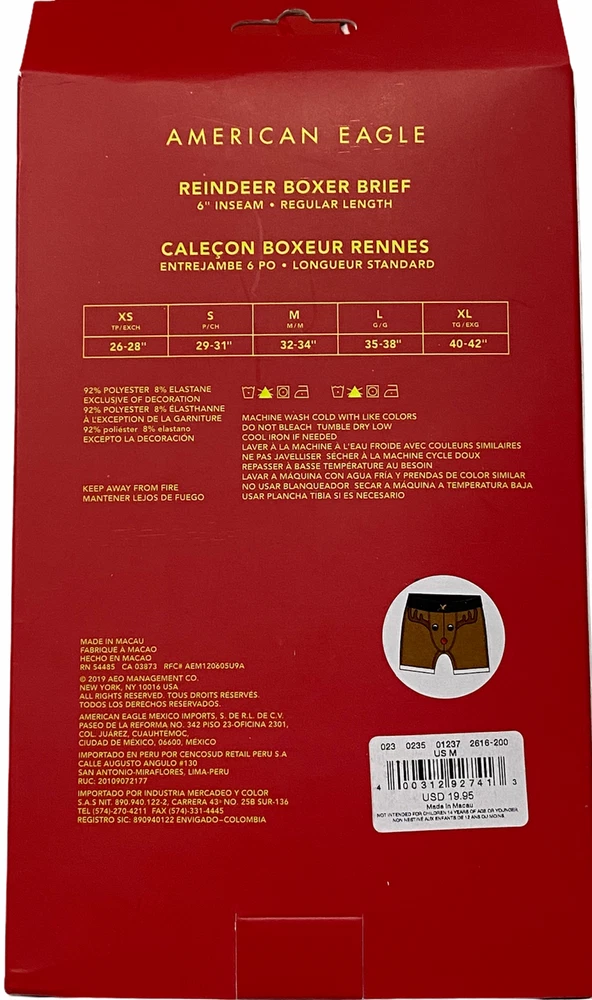 AMERICAN EAGLE
REINDEER BOXER BRIEF
6" INSEAM • REGULAR LENGTH
CALEÇON BOXEUR RENNES
ENTREJAMBE 6 PO • LONGUEUR STANDARD
XS S M L XL
TP/EXCH P/CH M/M G/G TG/EXG
26-28" 29-31" 32-34" 35-38" 40-42"
92% POLYESTER 8% ELASTANE
EXCLUSIVE OF DECORATION
92% POLYESTER 8% ÉLASTHANNE
À L'EXCEPTION DE LA GARNITURE
92% poliéster 8% elastano
EXCEPTO LA DECORACIÓN
KEEP AWAY FROM FIRE
MANTENER LEJOS DE FUEGO
MACHINE WASH COLD WITH LIKE COLORS
DO NOT BLEACH TUMBLE DRY LOW
COOL IRON IF NEEDED
LAVER À LA MACHINE À L'EAU FROIDE AVEC COULEURS SIMILAIRES
NE PAS JAVELLISER SÉCHER À LA MACHINE CYCLE DOUX
REPASSER À BASSE TEMPÉRATURE AU BESOIN
LAVAR A MÁQUINA CON AGUA FRÍA Y PRENDAS DE COLOR SIMILAR
NO USAR BLANQUEADOR SECAR A MÁQUINA A TEMPERATURA BAJA
USAR PLANCHA TIBIA SI ES NECESARIO
MADE IN MACAU
FABRIQUÉ À MACAO
HECHO EN MACAO
RN 54485 CA 03873 RFC# AEM120605U9A
© 2019 AEO MANAGEMENT CO.
NEW YORK, NY 10016 USA
ALL RIGHTS RESERVED. TOUS DROITS RESERVÉS.
TODOS LOS DERECHOS RESERVADOS.
AMERICAN EAGLE MEXICO IMPORTS, S. DE R.L. DE C.V.
PASEO DE LA REFORMA NO. 342 PISO 23-OFICINA 2301,
COL. JUÁREZ, CUAUHTÉMOC,
CIUDAD DE MÉXICO, 06600, MÉXICO
IMPORTADO EN PERU POR CENCOSUD RETAIL PERU S.A
CALLE AUGUSTO ANGULO #130
SAN ANTONIO-MIRAFLORES, LIMA-PERU
RUC: 20109072177
IMPORTADO POR INDUSTRIA MERCADEO Y COLOR
S.A.S NIT. 890.940.122-2, CARRERA 43ª NO. 25B SUR-136
TEL (574)-270-4211 FAX (574)-331-4445
REGISTRO SIC: 890940122 ENVIGADO-COLOMBIA
023 0235 01237 2616-200
US M
4 00312 92741 3
USD 19.95
Made in Macau
NOT INTENDED FOR CHILDREN 14 YEARS OF AGE OR YOUNGER